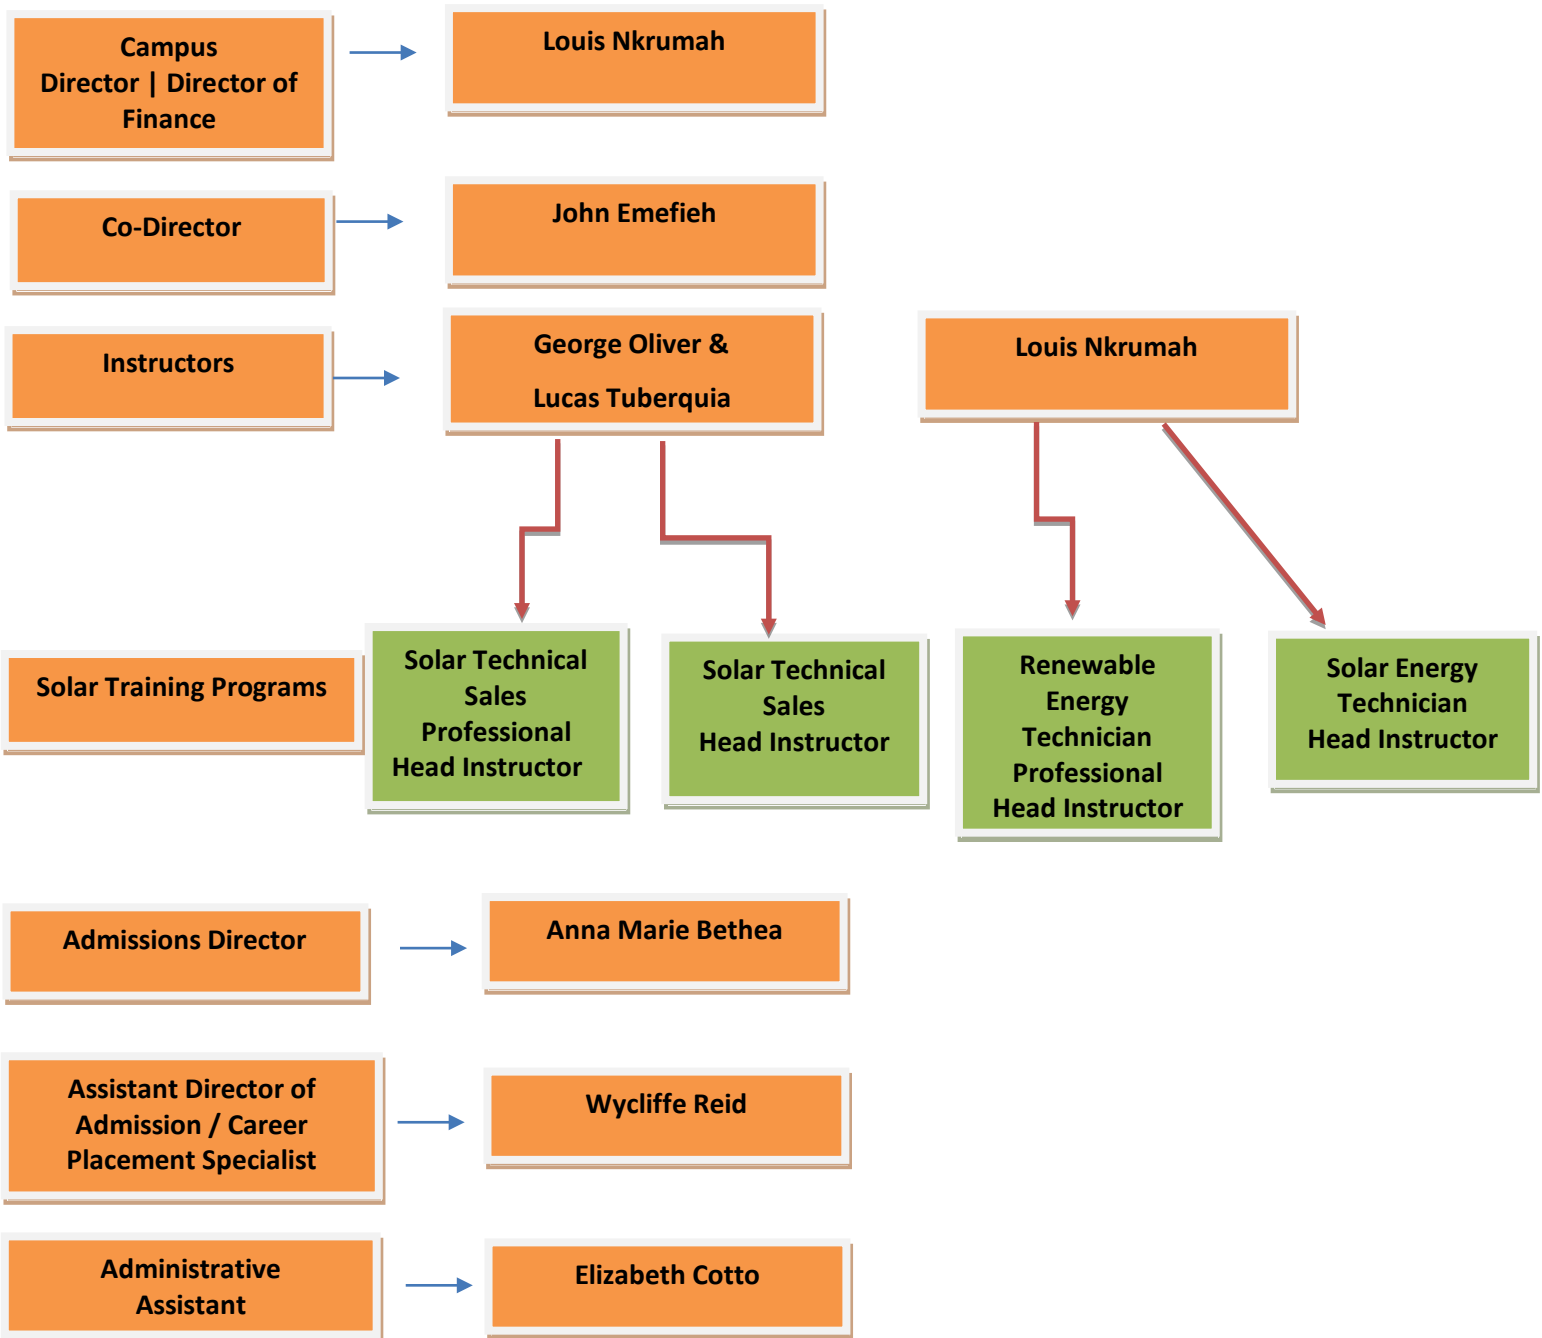 Campus
Director | Director of
Finance
Louis Nkrumah
Co-Director
John Emefieh
Instructors
George Oliver &
Lucas Tuberquia
Louis Nkrumah
Solar Training Programs
Solar Technical
Sales
Professional
Head Instructor
Solar Technical
Sales
Head Instructor
Renewable
Energy
Technician
Professional
Head Instructor
Solar Energy
Technician
Head Instructor
Admissions Director
Anna Marie Bethea
Assistant Director of
Admission / Career
Placement Specialist
Wycliffe Reid
Administrative
Assistant
Elizabeth Cotto